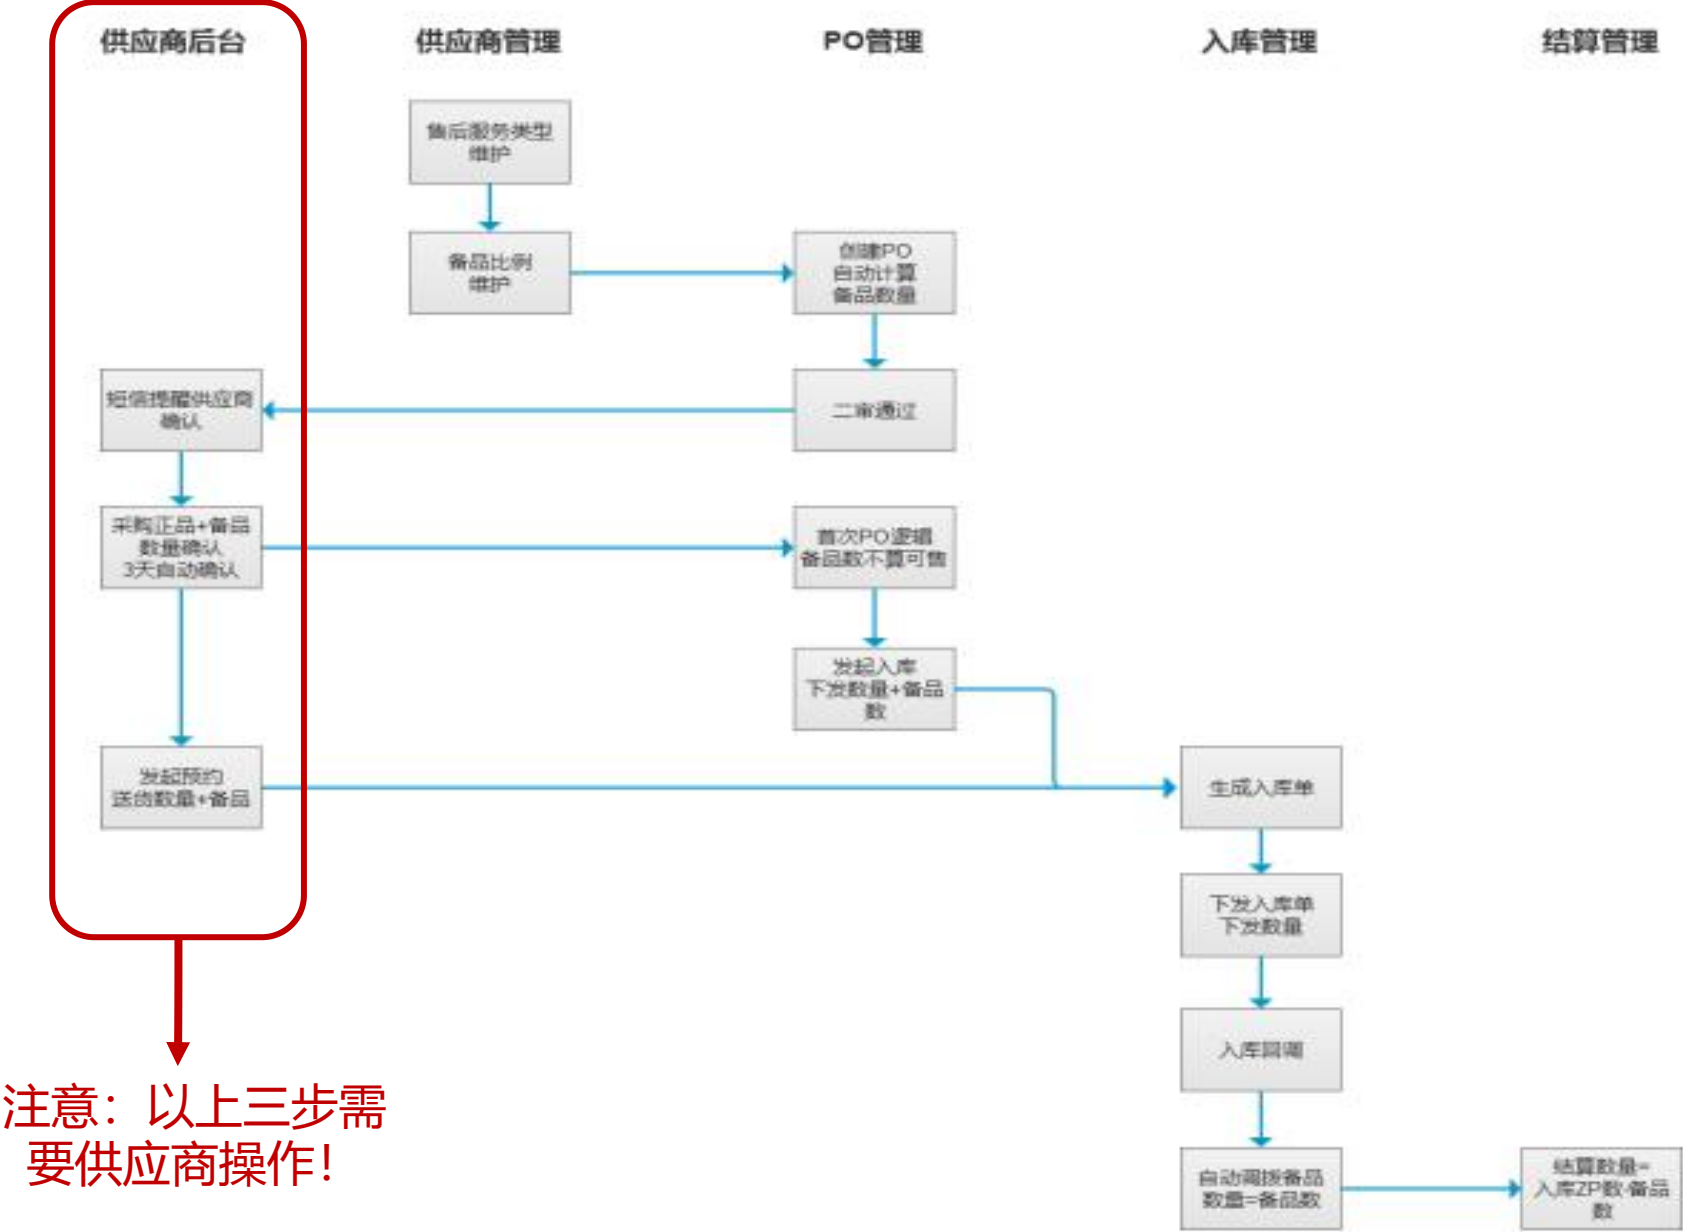 供应商后台
供应商管理
PO管理
入库管理
结算管理
售后服务类型
维护
备品比例
维护
创建PO
自动计算
备品数量
短信提醒供应商
确认
二审通过
采购正品+备品
数量确认
3天自动确认
首次PO逻辑
备品数不算可售
发起入库
下发数量+备品
数
发起预约
送货数量+备品
生成入库单
下发入库单
下发数量
入库回调
自动调拨备品
数量=备品数
结算数量=
入库ZP数-备品
数
注意：以上三步需
要供应商操作！